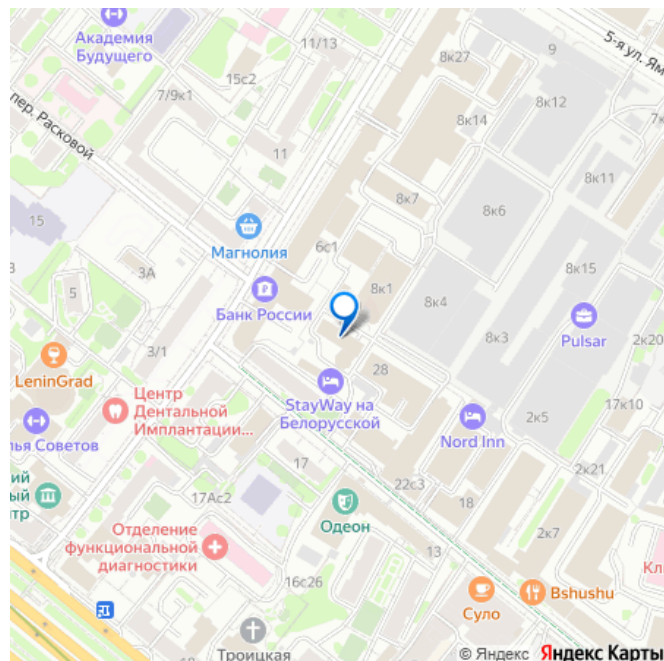 Академия
Будущего
11/13
15с2
7/9к1
пер. Расковой
9
5-я ул. Ям
8к27
8к12
8к14
11
8к11
8к7
8к6
15
Магнолия
6с1
3А
8к15
5
Банк России
8к1
8к4
3
8к3
Pulsar
2к20
3/1
LeninGrad
28
StayWay на
Белорусской
Центр
Дентальной
Имплантации...
Nord Inn
2к5
17к10
лья Советов
17
22с3
2к21
17Ас2
18
Одеон
Отделение
функциональной
диагностики
13
2к7
16с26
Суло
Bshushu
Троицкая
© Яндекс Яндекс Карты